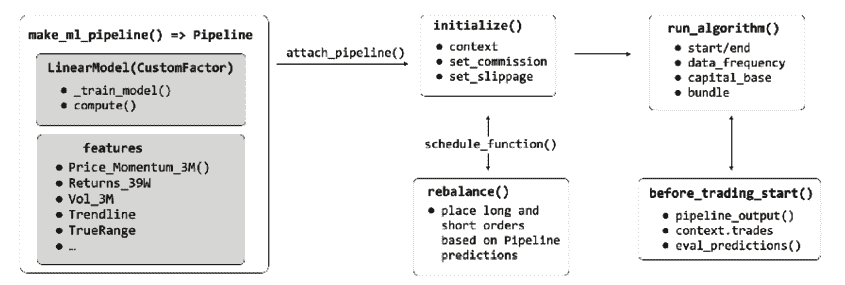 make_ml_pipeline() => Pipeline
LinearModel(CustomFactor)
• _train_model()
• compute()
features
• Price_Momentum_3M()
• Returns_39W
• Vol_3M
• Trendline
• TrueRange
• …
attach_pipeline()
initialize()
• context
• set_commission
• set_slippage
schedule_function()
rebalance()
• place long and
short orders
based on Pipeline
predictions
run_algorithm()
• start/end
• data_frequency
• capital_base
• bundle
before_trading_start()
• pipeline_output()
• context.trades
• eval_predictions()